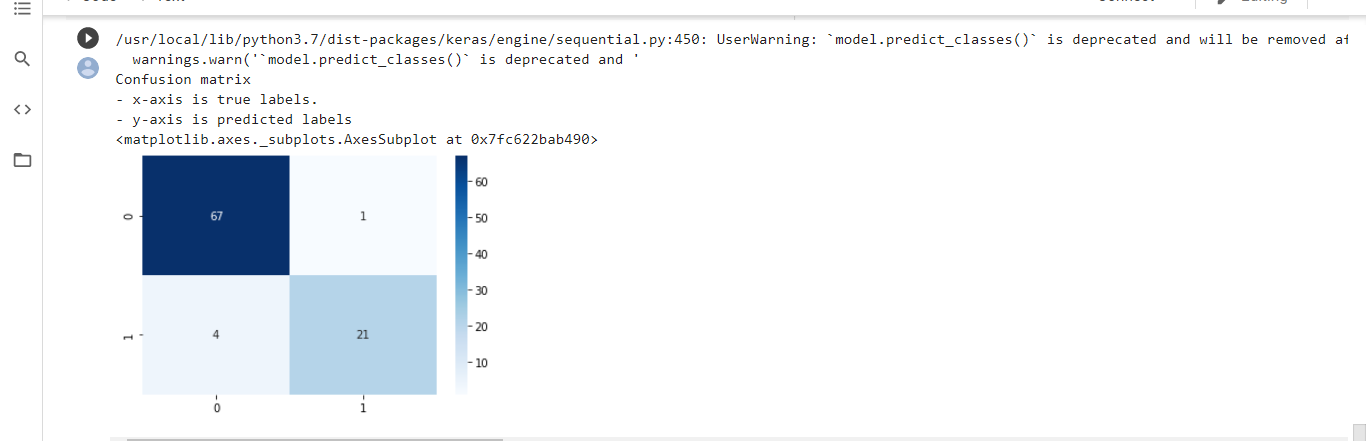 /usr/local/lib/python3.7/dist-packages/keras/engine/sequential.py:450: UserWarning: `model.predict_classes()` is deprecated and will be removed af
warnings.warn('`model.predict_classes()` is deprecated and '
Confusion matrix
- x-axis is true labels.
- y-axis is predicted labels
<matplotlib.axes._subplots.AxesSubplot at 0x7fc622bab490>
60
0 67 1
50
40
30
1 4 21
20
10
0 1